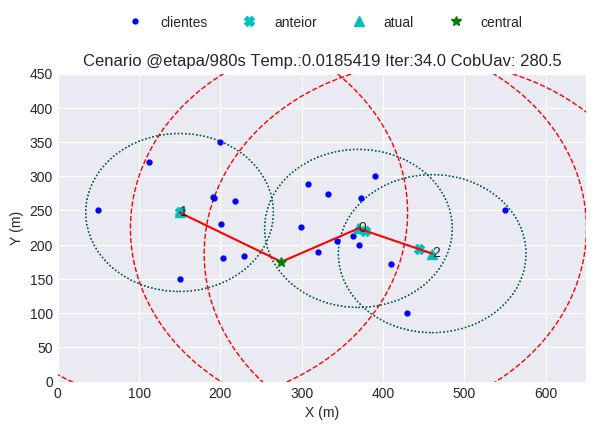 clientes anteior atual central
Cenario @etapa/980s Temp.:0.0185419 Iter:34.0 CobUav: 280.5
450
400
350
300
250
200
150
100
50
0
Y (m)
1
0
2
0 100 200 300 400 500 600
X (m)